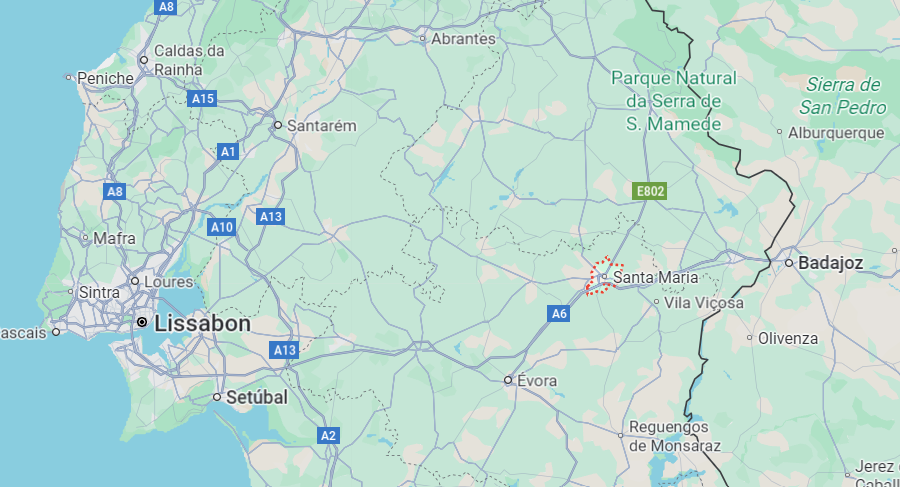 A8
Abrantes
Caldas da
Rainha
Peniche
Parque Natural
da Serra de
S. Mamede
Sierra de
San Pedro
A15
Santarém
Alburquerque
A1
A8
E802
A13
A10
Mafra
Badajoz
Santa Maria
Loures
Sintra
Vila Viçosa
A6
Lissabon
ascais
Olivenza
A13
Évora
Setúbal
Reguengos
de Monsaraz
A2
Jerez
Caball